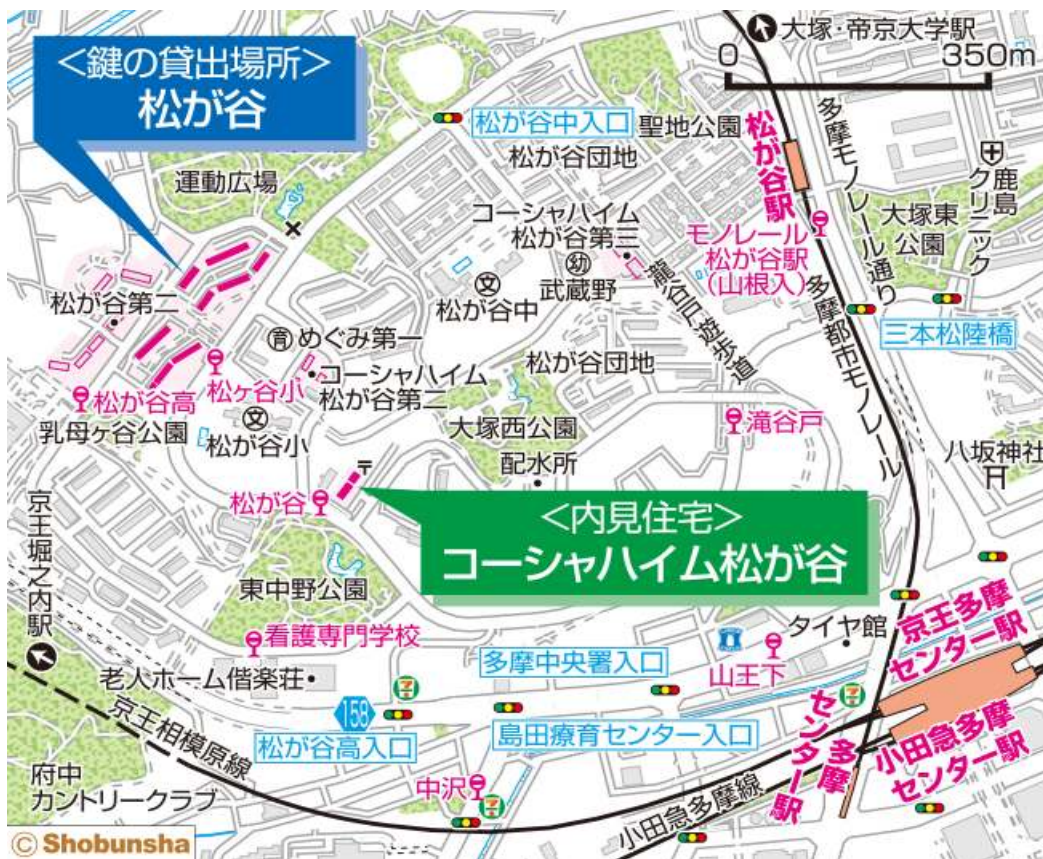 大塚・帝京大学駅
0 350m
<鍵の貸出場所>
松が谷
松が谷中入口
聖地公園
松が谷団地
松が谷駅
多摩モノレール通り
鹿島
クリニック
運動広場
コーシャハイム
松が谷第三
モノレール
松が谷駅
(山根入)
大塚東
公園
幼
武蔵野
文
松が谷中
瀧谷戸遊歩道
多摩都市モノレール
三本松陸橋
松が谷第二
育 めぐみ第一
松が谷団地
コーシャハイム
松が谷第二
松ヶ谷小
松が谷高
乳母ヶ谷公園
文
松が谷小
大塚西公園
滝谷戸
配水所
八坂神社
〒
松が谷
<内見住宅>
コーシャハイム松が谷
京王堀之内駅
東中野公園
看護専門学校
タイヤ館
京王多摩
センター駅
多摩中央署入口
山王下
老人ホーム偕楽荘
158
松が谷高入口
島田療育センター入口
多摩
センター駅
小田急多摩
センター駅
京王相模原線
府中
カントリークラブ
中沢
小田急多摩線
© Shobunsha